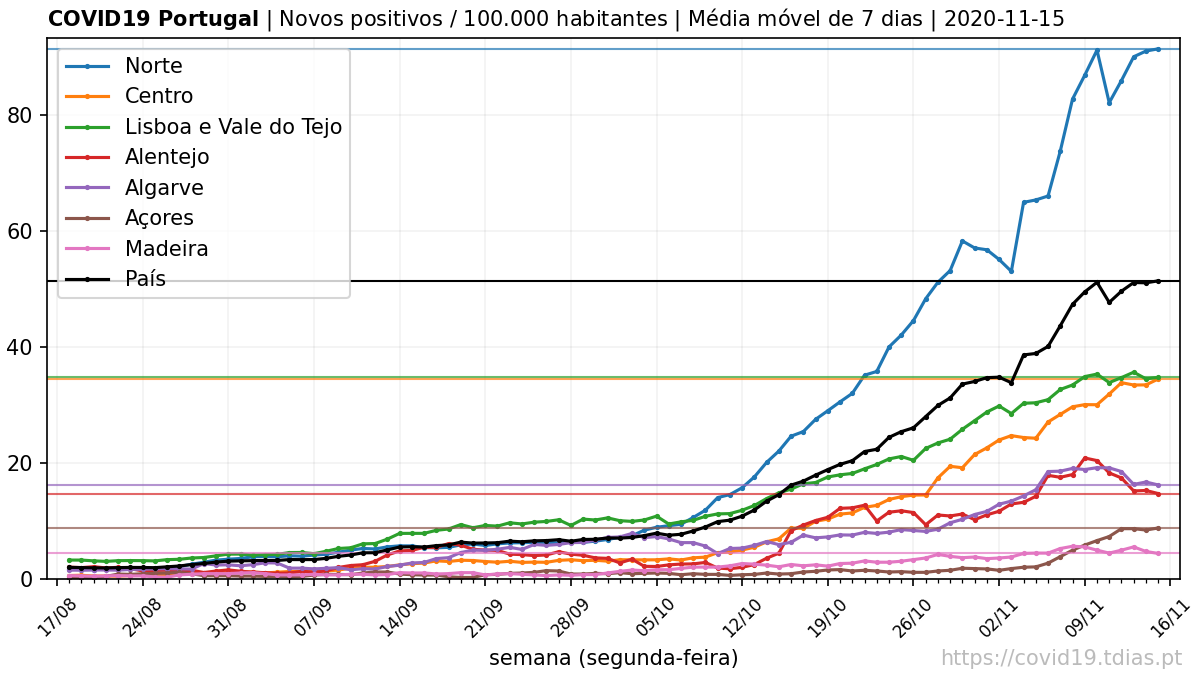 COVID19 Portugal | Novos positivos / 100.000 habitantes | Média móvel de 7 dias | 2020-11-15
Norte
Centro
Lisboa e Vale do Tejo
Alentejo
Algarve
Açores
Madeira
País
80
60
40
20
0
17/08 24/08 31/08 07/09 14/09 21/09 28/09 05/10 12/10 19/10 26/10 02/11 09/11 16/11
semana (segunda-feira)
https://covid19.tdias.pt